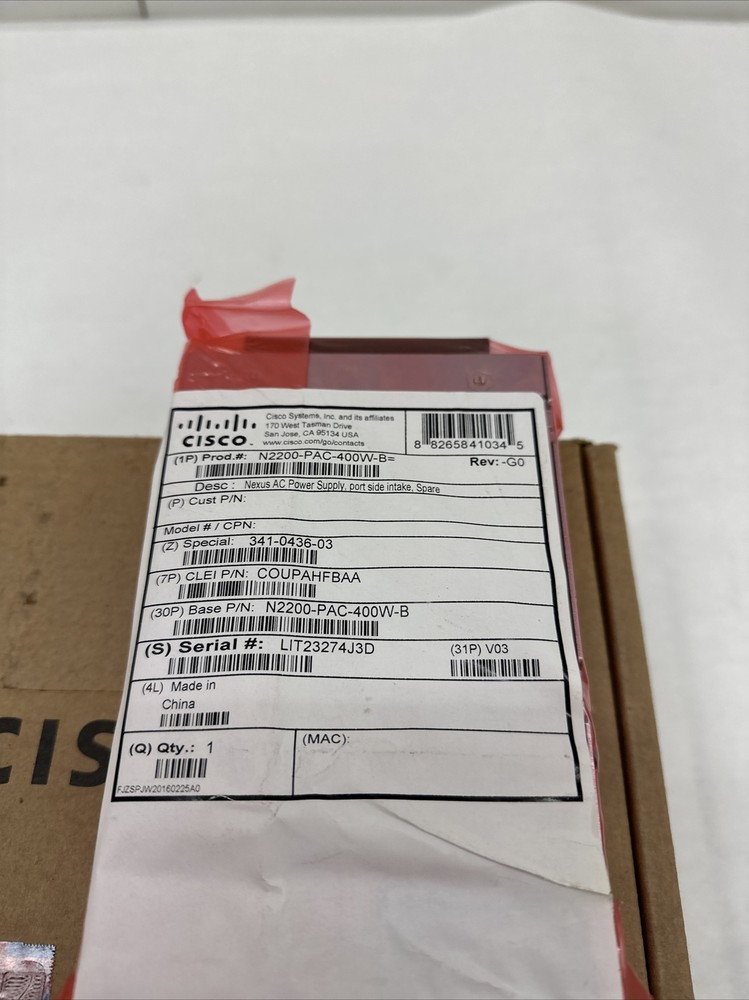 CISCO
Cisco Systems, Inc. and its affiliates
170 West Tasman Drive
San Jose, CA 95134 USA
www.cisco.com/go/contacts
8 8265841034 5
(1P) Prod.#: N2200-PAC-400W-B=
Rev: -G0
Desc : Nexus AC Power Supply, port side intake, Spare
(P) Cust P/N:
Model # / CPN:
(Z) Special: 341-0436-03
(7P) CLEI P/N: COUPAHFBAA
(30P) Base P/N: N2200-PAC-400W-B
(S) Serial #: LIT23274J3D
(31P) V03
(4L) Made in
China
(Q) Qty.: 1
(MAC):
FJZSPJW20160225A0
CIS